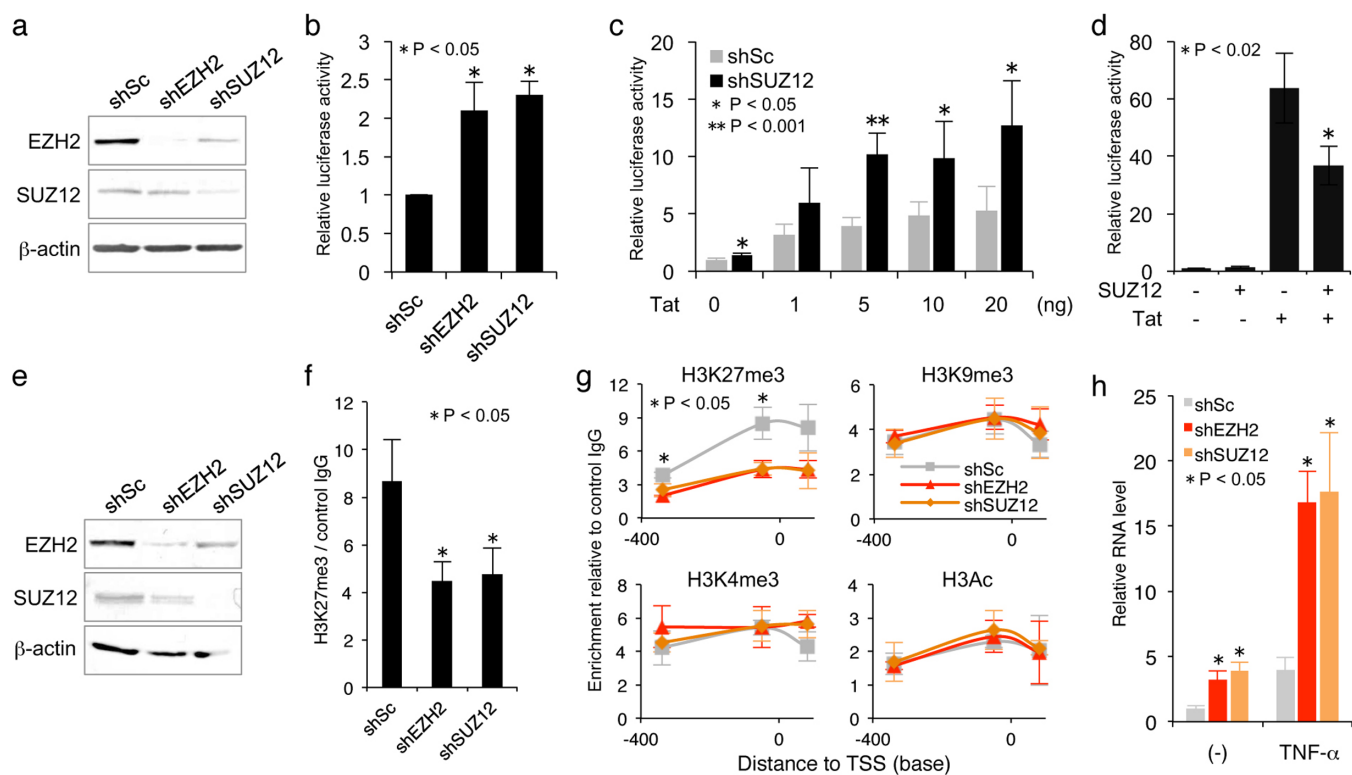 a
shSc
shEZH2
shSUZ12
EZH2
SUZ12
β-actin
b
* P < 0.05
Relative luciferase activity
3
2.5
2
1.5
1
0.5
0
*
*
shSc
shEZH2
shSUZ12
c
Relative luciferase activity
20
15
10
5
0
shSc
shSUZ12
* P < 0.05
** P < 0.001
*
**
*
*
Tat 0 1 5 10 20 (ng)
d
* P < 0.02
Relative luciferase activity
80
60
40
20
0
*
SUZ12 - + - +
Tat - - + +
e
shSc
shEZH2
shSUZ12
EZH2
SUZ12
β-actin
f
* P < 0.05
H3K27me3 / control IgG
12
10
8
6
4
2
0
*
*
shSc
shEZH2
shSUZ12
g
Enrichment relative to control IgG
H3K27me3
* P < 0.05
12
9
6
3
0
*
*
-400 0
H3K9me3
6
4
2
0
shSc
shEZH2
shSUZ12
-400 0
H3K4me3
8
6
4
2
0
-400 0
H3Ac
4
3
2
1
0
-400 0
Distance to TSS (base)
h
Relative RNA level
25
20
15
10
5
0
shSc
shEZH2
shSUZ12
* P < 0.05
* *
* *
(-) TNF-α